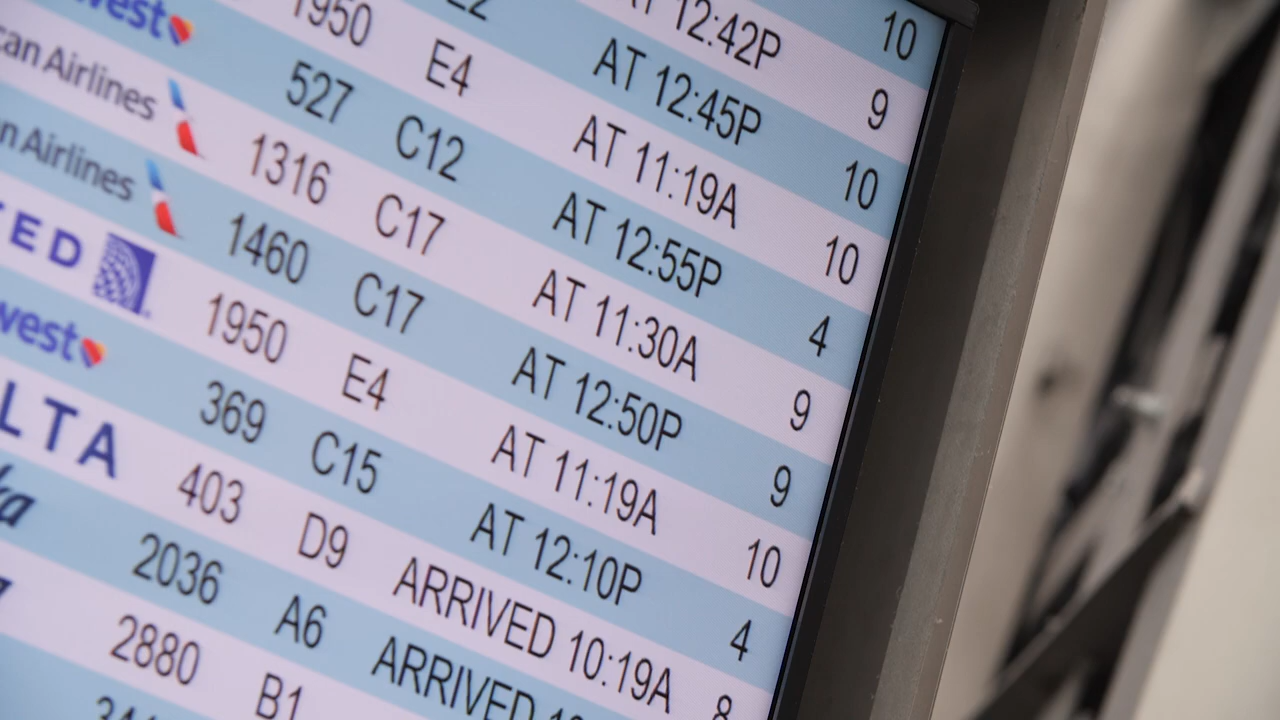 10
AT 12:42P 9
AT 12:45P 10
1950 E4 AT 11:19A 10
west 527 C12 AT 12:55P 4
can Airlines 1316 C17 AT 11:30A 9
n Airlines 1460 C17 AT 12:50P 9
TED 1950 E4 AT 11:19A 10
west 369 C15 AT 12:10P 4
LTA 403 D9 ARRIVED 10:19A 8
ka 2036 A6 ARRIVED
2880 B1